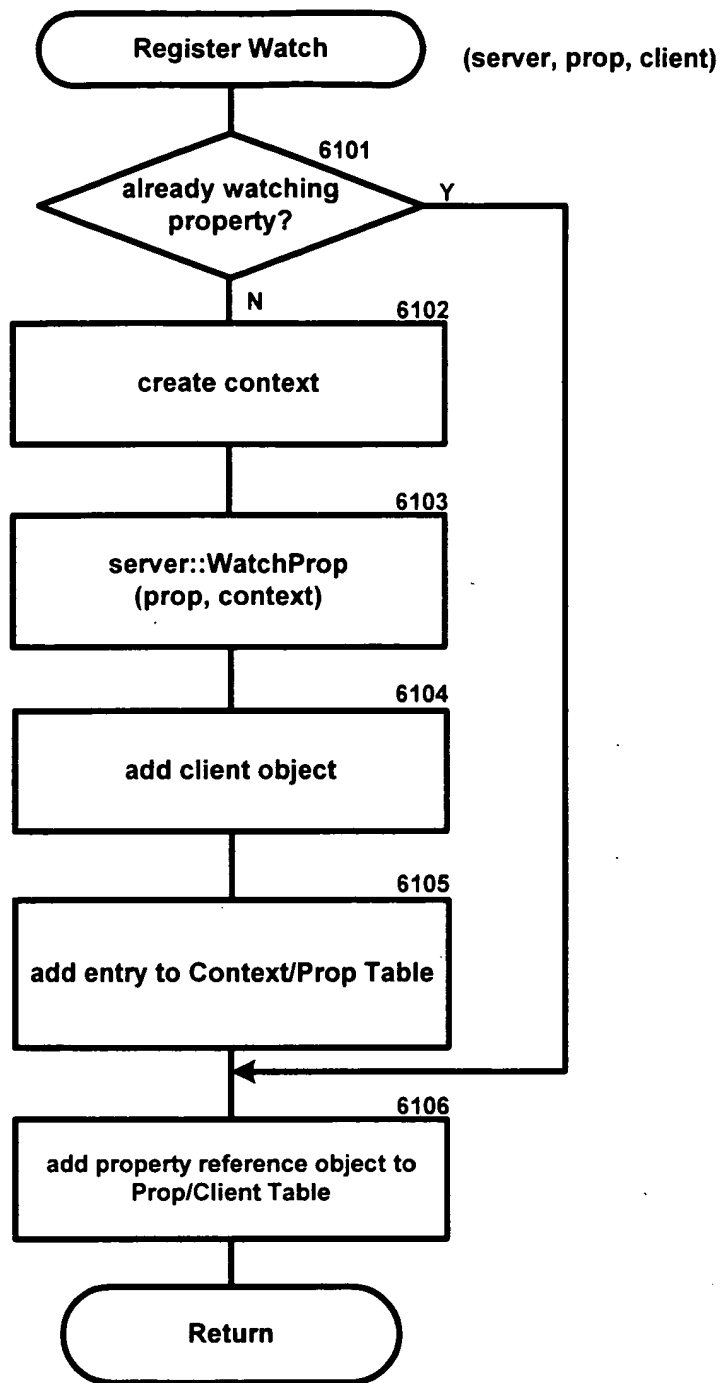 Register Watch
(server, prop, client)
6101
already watching
property?
Y
N
6102
create context
6103
server::WatchProp
(prop, context)
6104
add client object
6105
add entry to Context/Prop Table
6106
add property reference object to
Prop/Client Table
Return